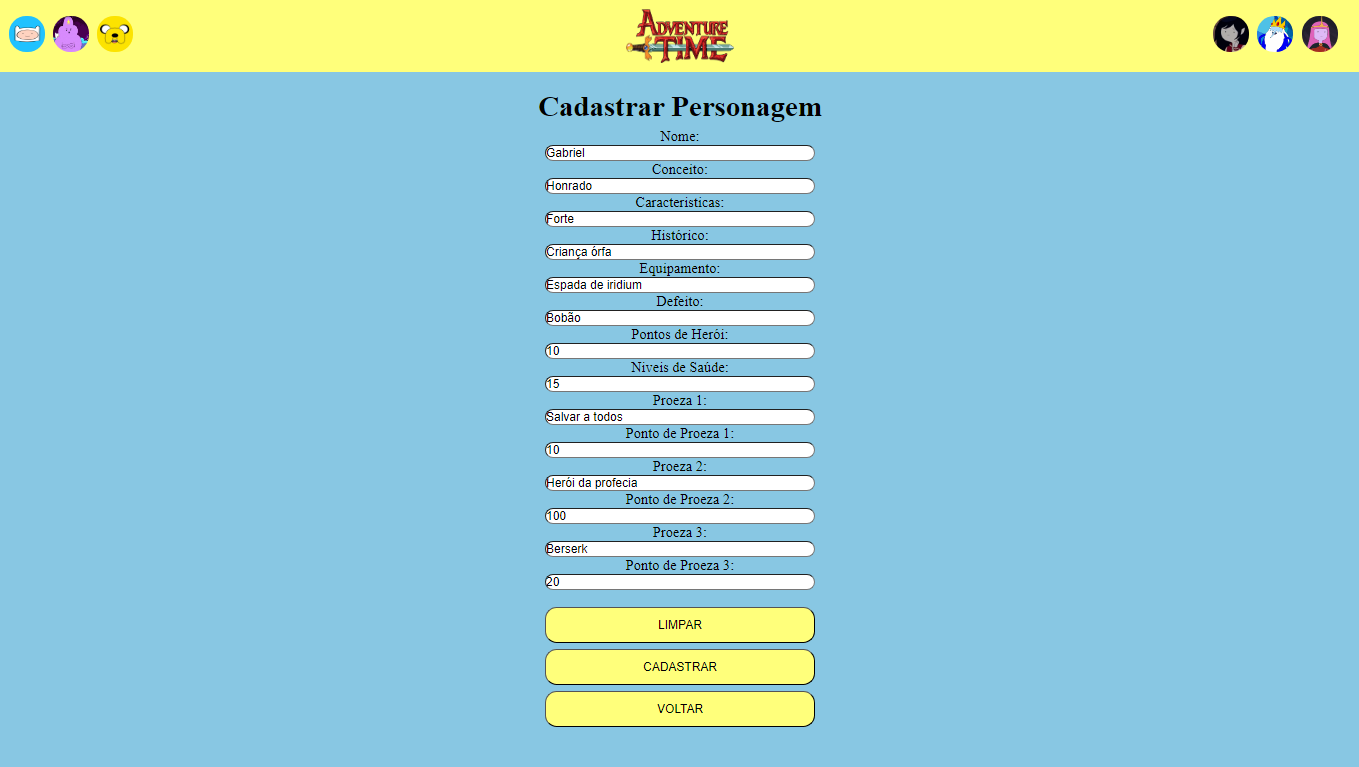 ADVENTURE
TIME
Cadastrar Personagem
Nome:
Gabriel
Conceito:
Honrado
Caracteristicas:
Forte
Histórico:
Criança órfa
Equipamento:
Espada de iridium
Defeito:
Bobão
Pontos de Herói:
10
Niveis de Saúde:
15
Proeza 1:
Salvar a todos
Ponto de Proeza 1:
10
Proeza 2:
Herói da profecia
Ponto de Proeza 2:
100
Proeza 3:
Berserk
Ponto de Proeza 3:
20
LIMPAR
CADASTRAR
VOLTAR